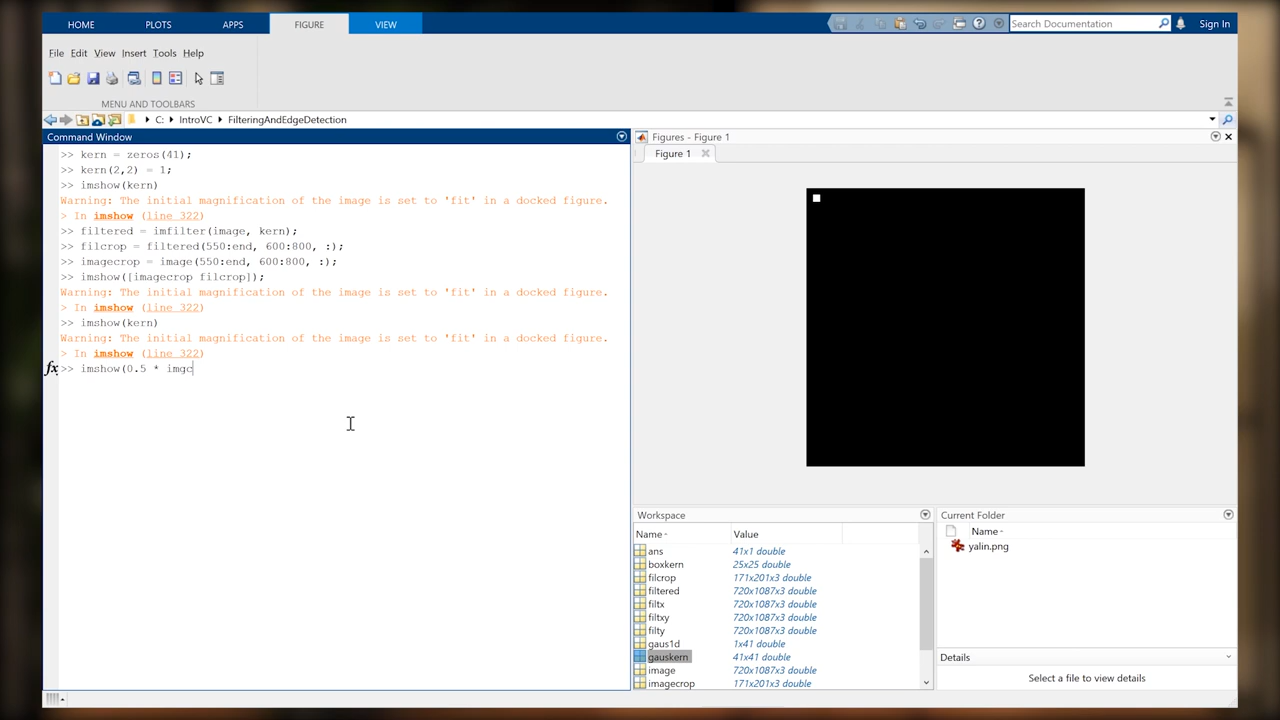 HOME PLOTS APPS FIGURE VIEW
Search Documentation Sign In
File Edit View Insert Tools Help
MENU AND TOOLBARS
C: IntroVC FilteringAndEdgeDetection
Command Window
>> kern = zeros(41);
>> kern(2,2) = 1;
>> imshow(kern)
Warning: The initial magnification of the image is set to 'fit' in a docked figure.
> In imshow (line 322)
>> filtered = imfilter(image, kern);
>> filcrop = filtered(550:end, 600:800, :);
>> imagecrop = image(550:end, 600:800, :);
>> imshow([imagecrop filcrop]);
Warning: The initial magnification of the image is set to 'fit' in a docked figure.
> In imshow (line 322)
>> imshow(kern)
Warning: The initial magnification of the image is set to 'fit' in a docked figure.
> In imshow (line 322)
fx >> imshow(0.5 * imgc
Figures - Figure 1
Figure 1
Workspace
Name Value
ans 41x1 double
boxkern 25x25 double
filcrop 171x201x3 double
filtered 720x1087x3 double
filtx 720x1087x3 double
filtxy 720x1087x3 double
filty 720x1087x3 double
gaus1d 1x41 double
gauskern 41x41 double
image 720x1087x3 double
imagecrop 171x201x3 double
Current Folder
Name
yalin.png
Details
Select a file to view details